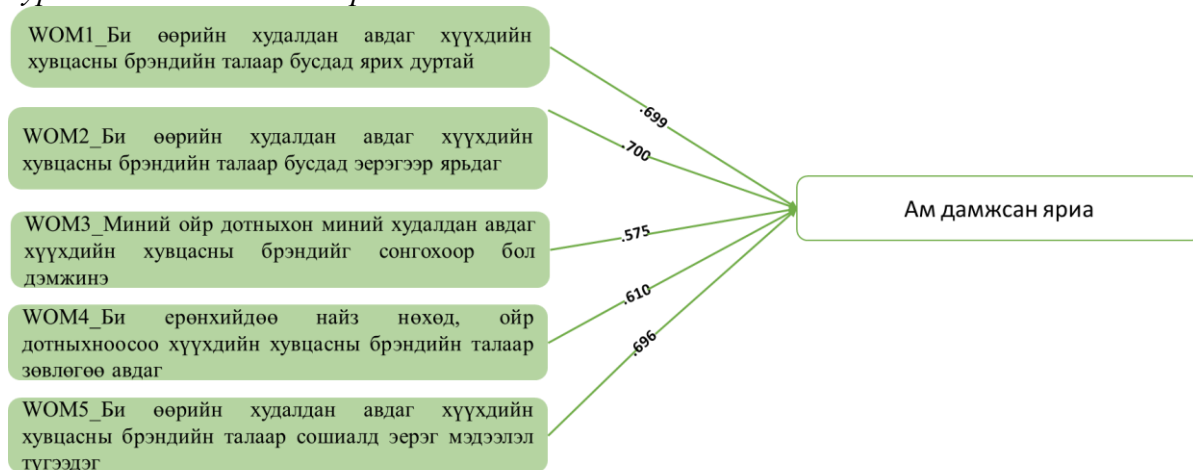 WOM1_Би өөрийн худалдан авдаг хүүхдийн
хувцасны брэндийн талаар бусдад ярих дуртай
WOM2_Би өөрийн худалдан авдаг хүүхдийн
хувцасны брэндийн талаар бусдад эерэгээр ярьдаг
WOM3_Миний ойр дотныхон миний худалдан авдаг
хүүхдийн хувцасны брэндийг сонгохоор бол
дэмжинэ
WOM4_Би ерөнхийдөө найз нөхөд, ойр
дотныхноосоо хүүхдийн хувцасны брэндийн талаар
зөвлөгөө авдаг
WOM5_Би өөрийн худалдан авдаг хүүхдийн
хувцасны брэндийн талаар сошиалд эерэг мэдээлэл
түгээдэг
.699
.700
.575
.610
.696
Ам дамжсан яриа